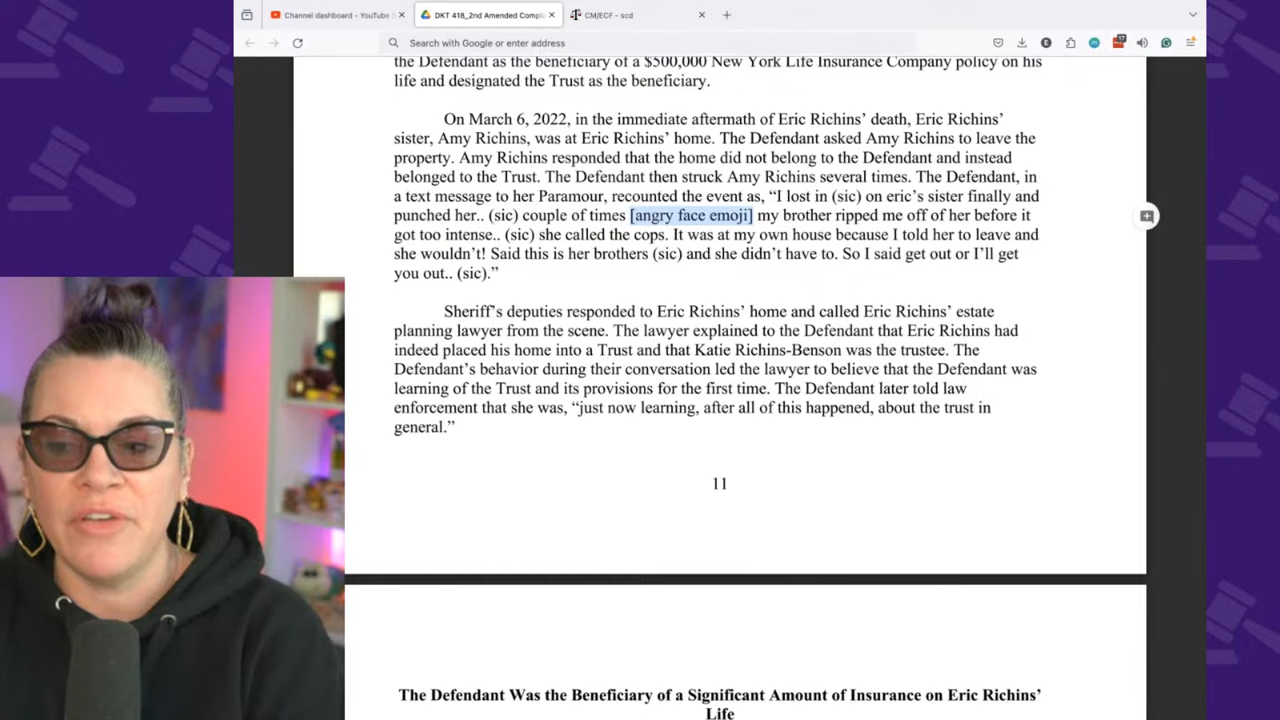 Channel dashboard - YouTube
DKT 418_2nd Amended Compl
CM/ECF - scd
Search with Google or enter address
17
the Defendant as the beneficiary of a $500,000 New York Life Insurance Company policy on his
life and designated the Trust as the beneficiary.
On March 6, 2022, in the immediate aftermath of Eric Richins’ death, Eric Richins’
sister, Amy Richins, was at Eric Richins’ home. The Defendant asked Amy Richins to leave the
property. Amy Richins responded that the home did not belong to the Defendant and instead
belonged to the Trust. The Defendant then struck Amy Richins several times. The Defendant, in
a text message to her Paramour, recounted the event as, “I lost in (sic) on eric’s sister finally and
punched her.. (sic) couple of times [angry face emoji] my brother ripped me off of her before it
got too intense.. (sic) she called the cops. It was at my own house because I told her to leave and
she wouldn’t! Said this is her brothers (sic) and she didn’t have to. So I said get out or I’ll get
you out.. (sic).”
Sheriff’s deputies responded to Eric Richins’ home and called Eric Richins’ estate
planning lawyer from the scene. The lawyer explained to the Defendant that Eric Richins had
indeed placed his home into a Trust and that Katie Richins-Benson was the trustee. The
Defendant’s behavior during their conversation led the lawyer to believe that the Defendant was
learning of the Trust and its provisions for the first time. The Defendant later told law
enforcement that she was, “just now learning, after all of this happened, about the trust in
general.”
11
The Defendant Was the Beneficiary of a Significant Amount of Insurance on Eric Richins’
Life